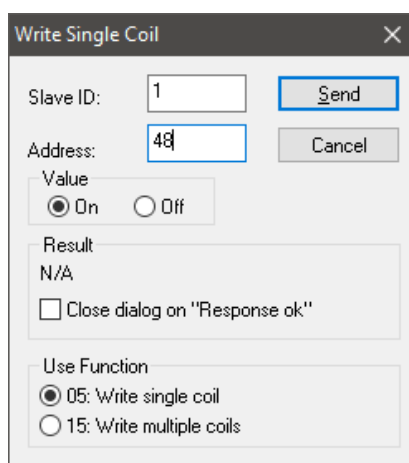 Write Single Coil
Slave ID: 1 Send
Address: 48 Cancel
Value
On Off
Result
N/A
Close dialog on "Response ok"
Use Function
05: Write single coil
15: Write multiple coils